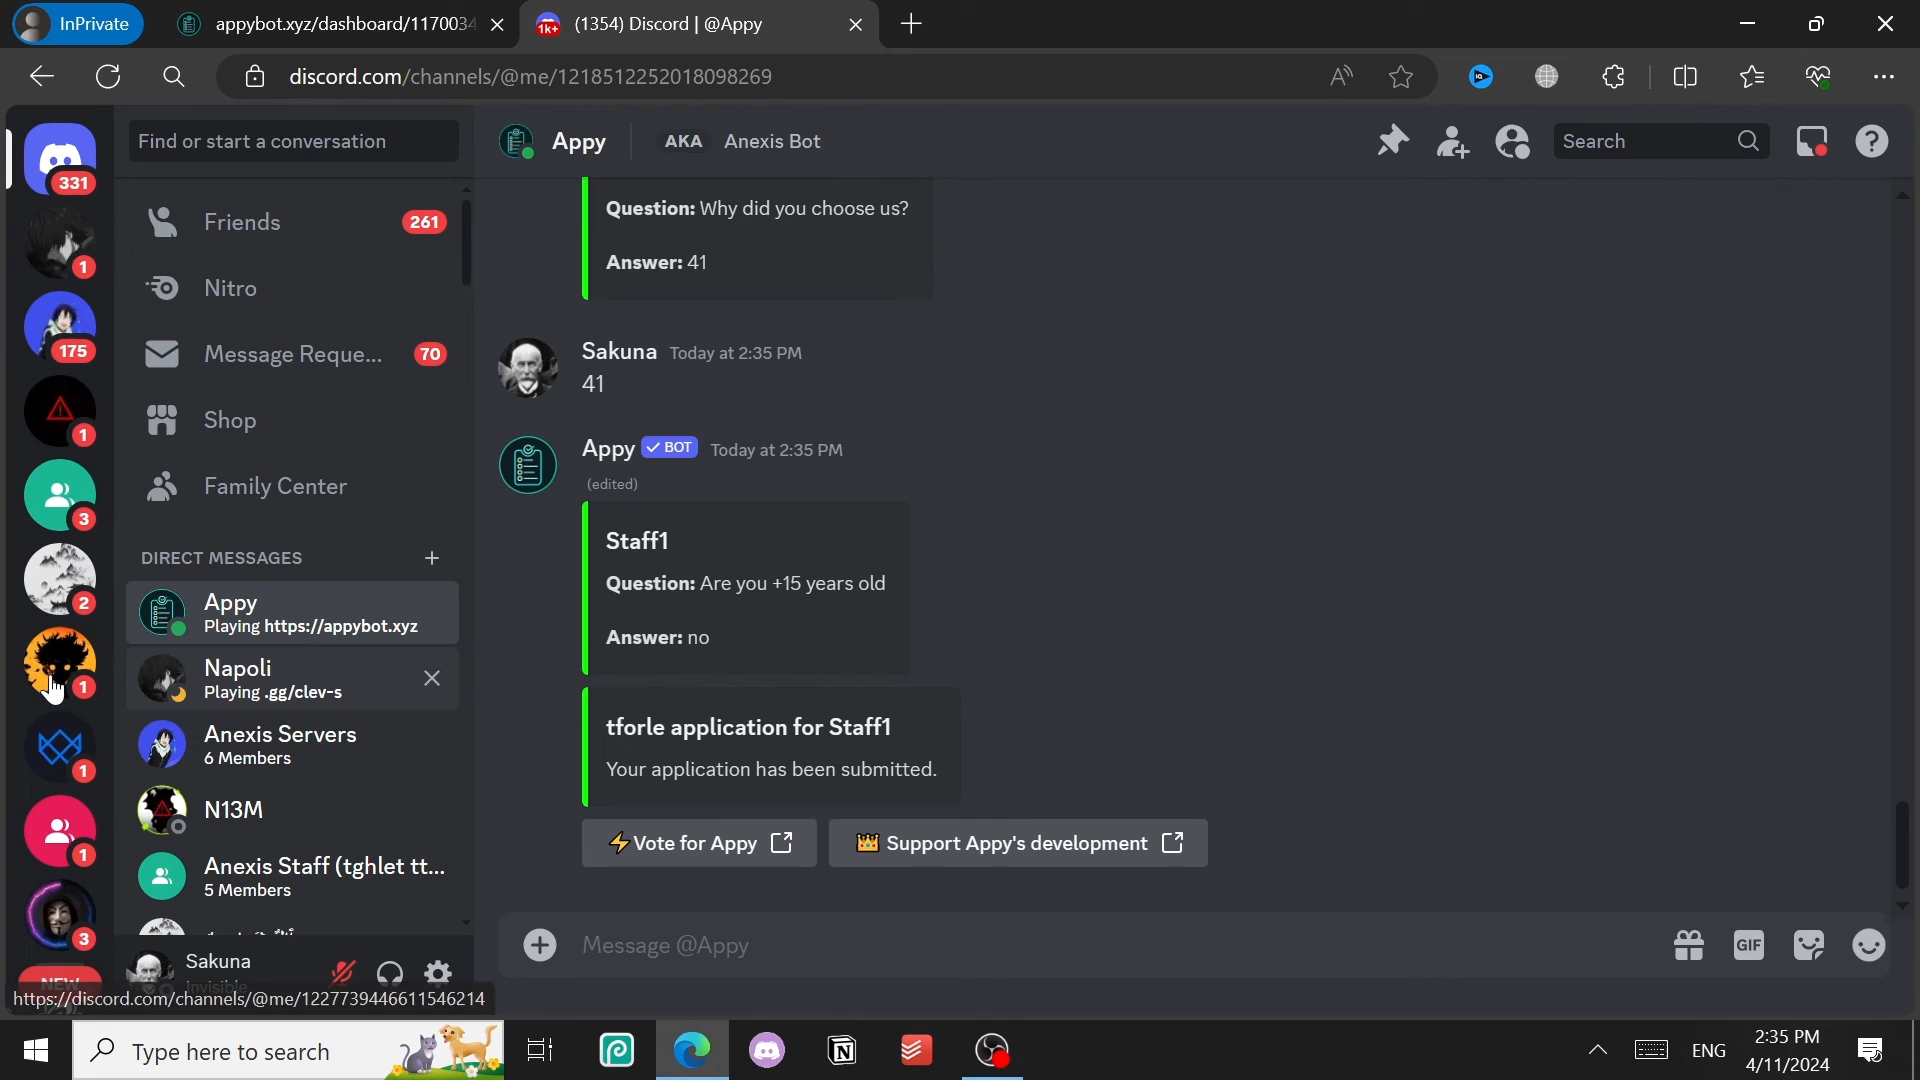 InPrivate
appybot.xyz/dashboard/1170034
1k+
(1354) Discord | @Appy
discord.com/channels/@me/1218512252018098269
331
1
175
1
3
2
1
1
1
3
NEW
Find or start a conversation
Friends
261
Nitro
Message Reque...
70
Shop
Family Center
DIRECT MESSAGES
Appy
Playing https://appybot.xyz
Napoli
Playing .gg/clev-s
Anexis Servers
6 Members
N13M
Anexis Staff (tghlet tt...
5 Members
Sakuna
Invisible
https://discord.com/channels/@me/1227739446611546214
Appy
AKA
Anexis Bot
Search
Question: Why did you choose us?
Answer: 41
Sakuna Today at 2:35 PM
41
Appy BOT Today at 2:35 PM
(edited)
Staff1
Question: Are you +15 years old
Answer: no
tforle application for Staff1
Your application has been submitted.
Vote for Appy
Support Appy's development
Message @Appy
GIF
Type here to search
ENG
2:35 PM
4/11/2024